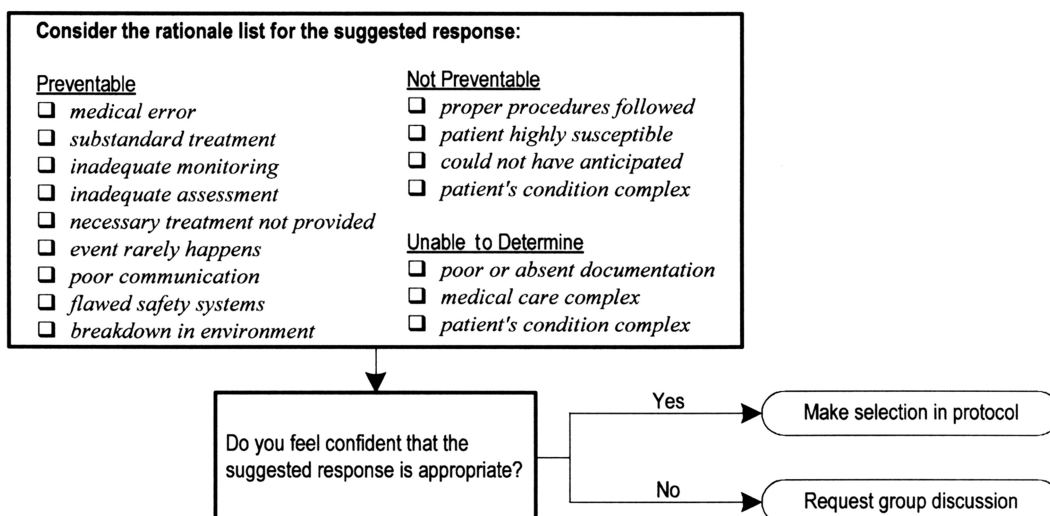 Consider the rationale list for the suggested response:
Preventable
❑ medical error
❑ substandard treatment
❑ inadequate monitoring
❑ inadequate assessment
❑ necessary treatment not provided
❑ event rarely happens
❑ poor communication
❑ flawed safety systems
❑ breakdown in environment
Not Preventable
❑ proper procedures followed
❑ patient highly susceptible
❑ could not have anticipated
❑ patient's condition complex
Unable to Determine
❑ poor or absent documentation
❑ medical care complex
❑ patient's condition complex
Do you feel confident that the
suggested response is appropriate?
Yes
Make selection in protocol
No
Request group discussion